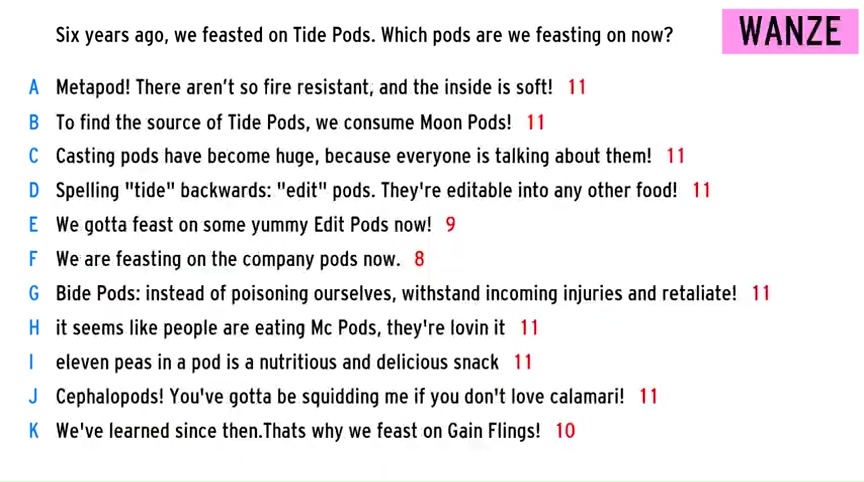 Six years ago, we feasted on Tide Pods. Which pods are we feasting on now?
WANZE
A Metapod! There aren't so fire resistant, and the inside is soft! 11
B To find the source of Tide Pods, we consume Moon Pods! 11
C Casting pods have become huge, because everyone is talking about them! 11
D Spelling "tide" backwards: "edit" pods. They're editable into any other food! 11
E We gotta feast on some yummy Edit Pods now! 9
F We are feasting on the company pods now. 8
G Bide Pods: instead of poisoning ourselves, withstand incoming injuries and retaliate! 11
H it seems like people are eating Mc Pods, they're lovin it 11
I eleven peas in a pod is a nutritious and delicious snack 11
J Cephalopods! You've gotta be squidding me if you don't love calamari! 11
K We've learned since then.Thats why we feast on Gain Flings! 10